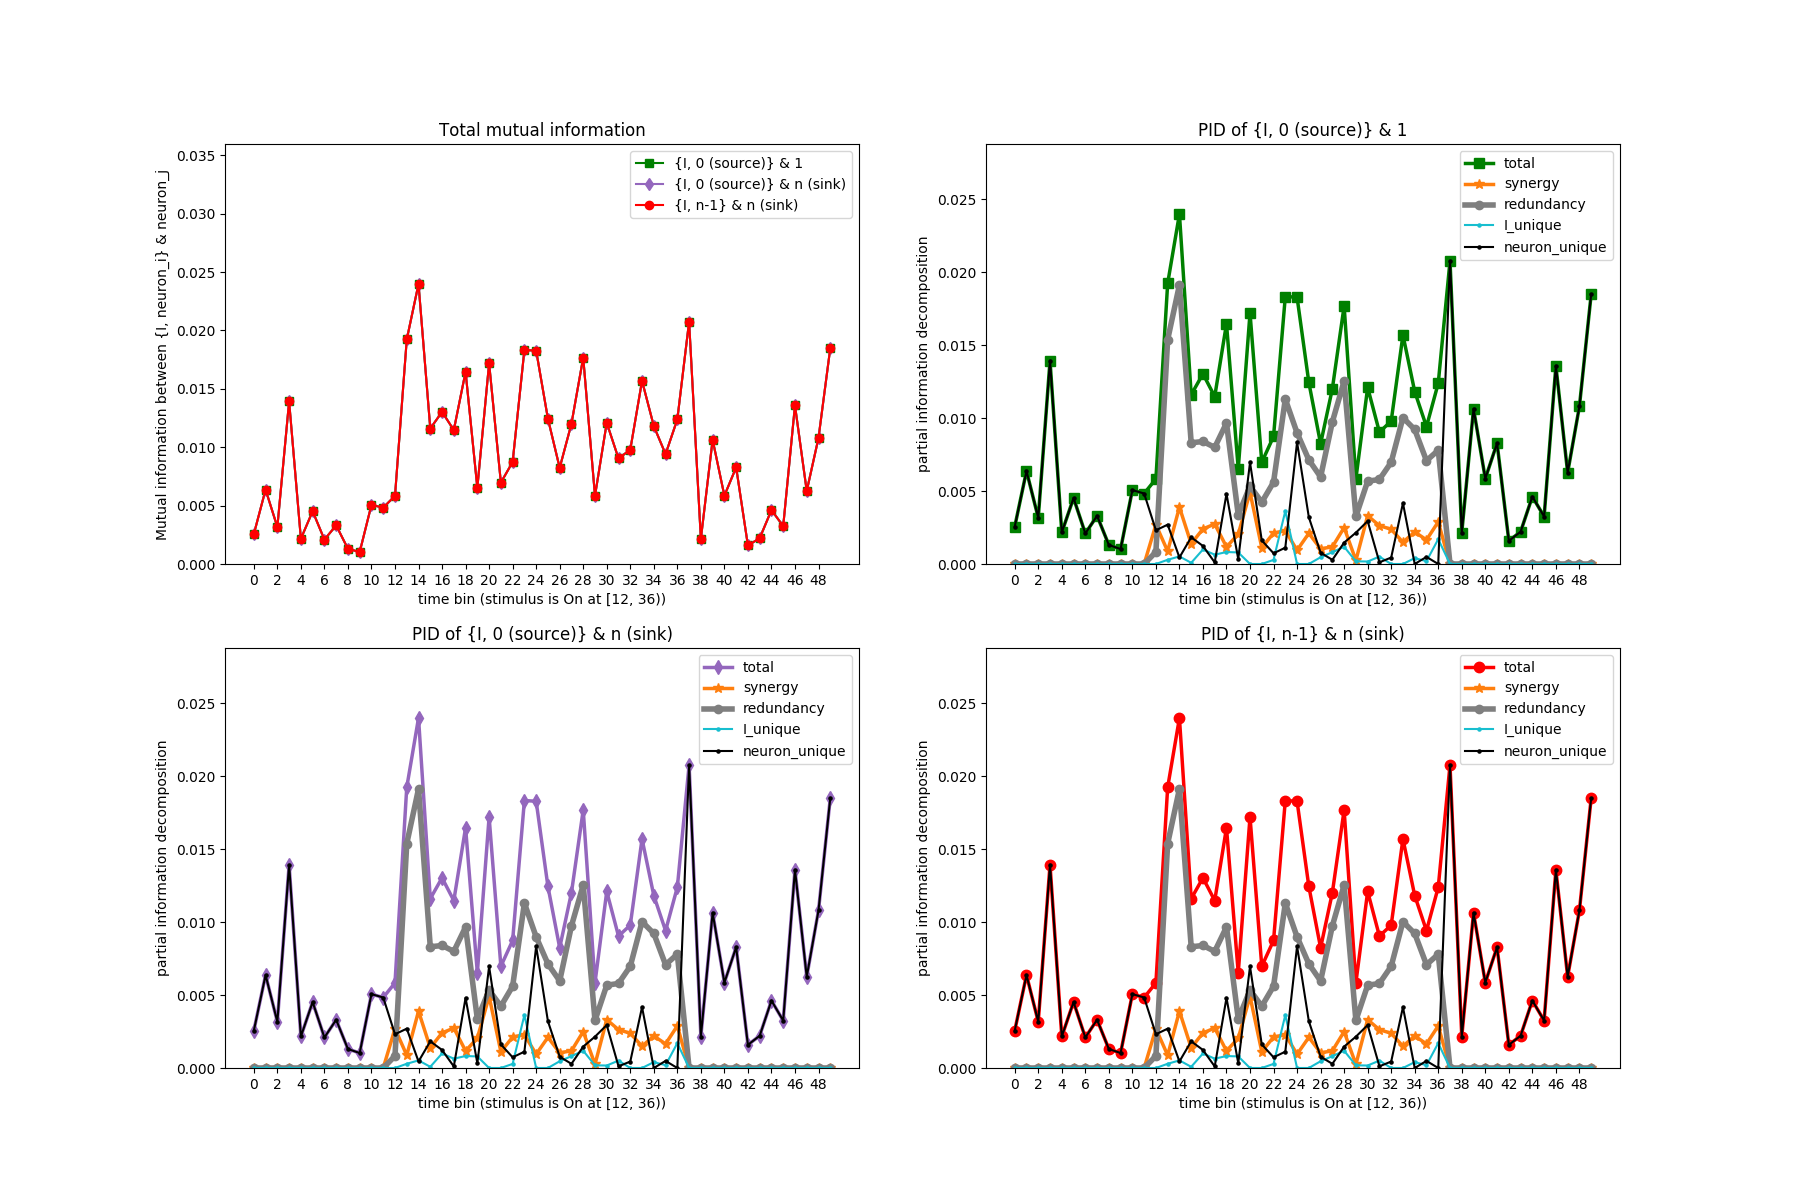 Total mutual information
Mutual information between {I, neuron_i} & neuron_j
0.035
0.030
0.025
0.020
0.015
0.010
0.005
0.000
{I, 0 (source)} & 1
{I, 0 (source)} & n (sink)
{I, n-1} & n (sink)
0 2 4 6 8 10 12 14 16 18 20 22 24 26 28 30 32 34 36 38 40 42 44 46 48
time bin (stimulus is On at [12, 36))
PID of {I, 0 (source)} & 1
partial information decomposition
0.025
0.020
0.015
0.010
0.005
0.000
total
synergy
redundancy
I_unique
neuron_unique
0 2 4 6 8 10 12 14 16 18 20 22 24 26 28 30 32 34 36 38 40 42 44 46 48
time bin (stimulus is On at [12, 36))
PID of {I, 0 (source)} & n (sink)
partial information decomposition
0.025
0.020
0.015
0.010
0.005
0.000
total
synergy
redundancy
I_unique
neuron_unique
0 2 4 6 8 10 12 14 16 18 20 22 24 26 28 30 32 34 36 38 40 42 44 46 48
time bin (stimulus is On at [12, 36))
PID of {I, n-1} & n (sink)
partial information decomposition
0.025
0.020
0.015
0.010
0.005
0.000
total
synergy
redundancy
I_unique
neuron_unique
0 2 4 6 8 10 12 14 16 18 20 22 24 26 28 30 32 34 36 38 40 42 44 46 48
time bin (stimulus is On at [12, 36))